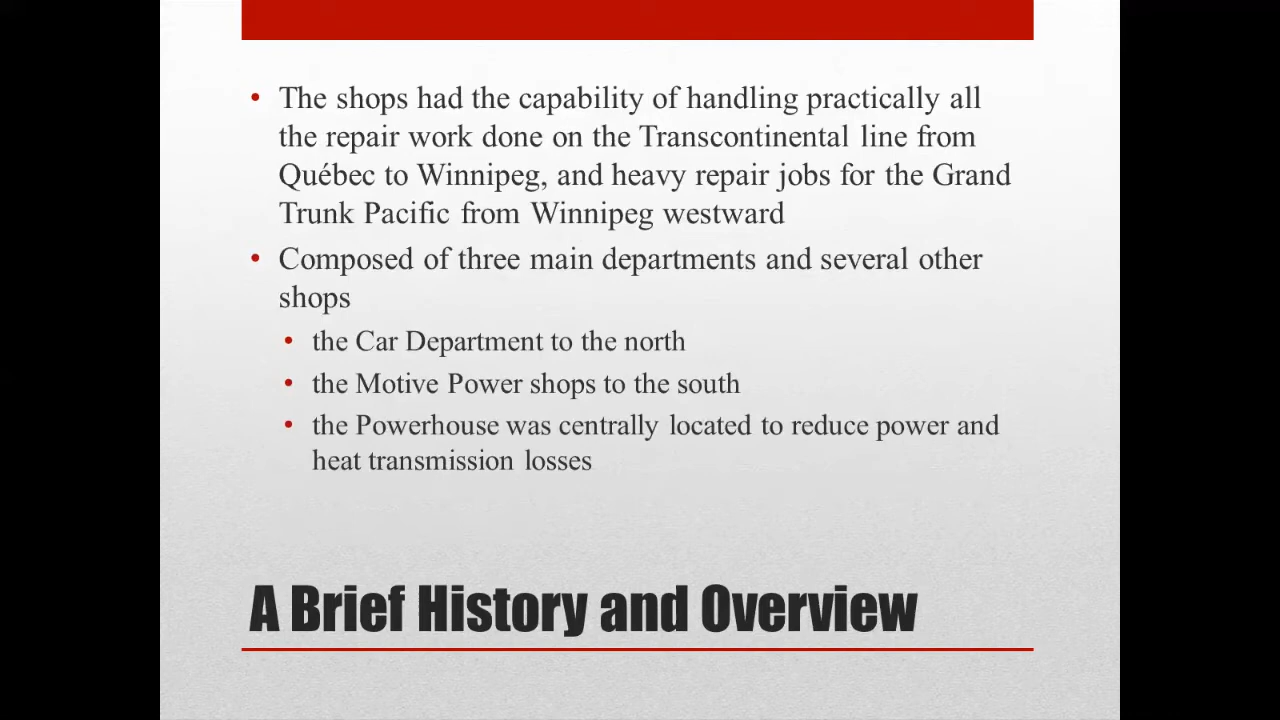 • The shops had the capability of handling practically all
the repair work done on the Transcontinental line from
Québec to Winnipeg, and heavy repair jobs for the Grand
Trunk Pacific from Winnipeg westward
• Composed of three main departments and several other
shops
• the Car Department to the north
• the Motive Power shops to the south
• the Powerhouse was centrally located to reduce power and
heat transmission losses
A Brief History and Overview